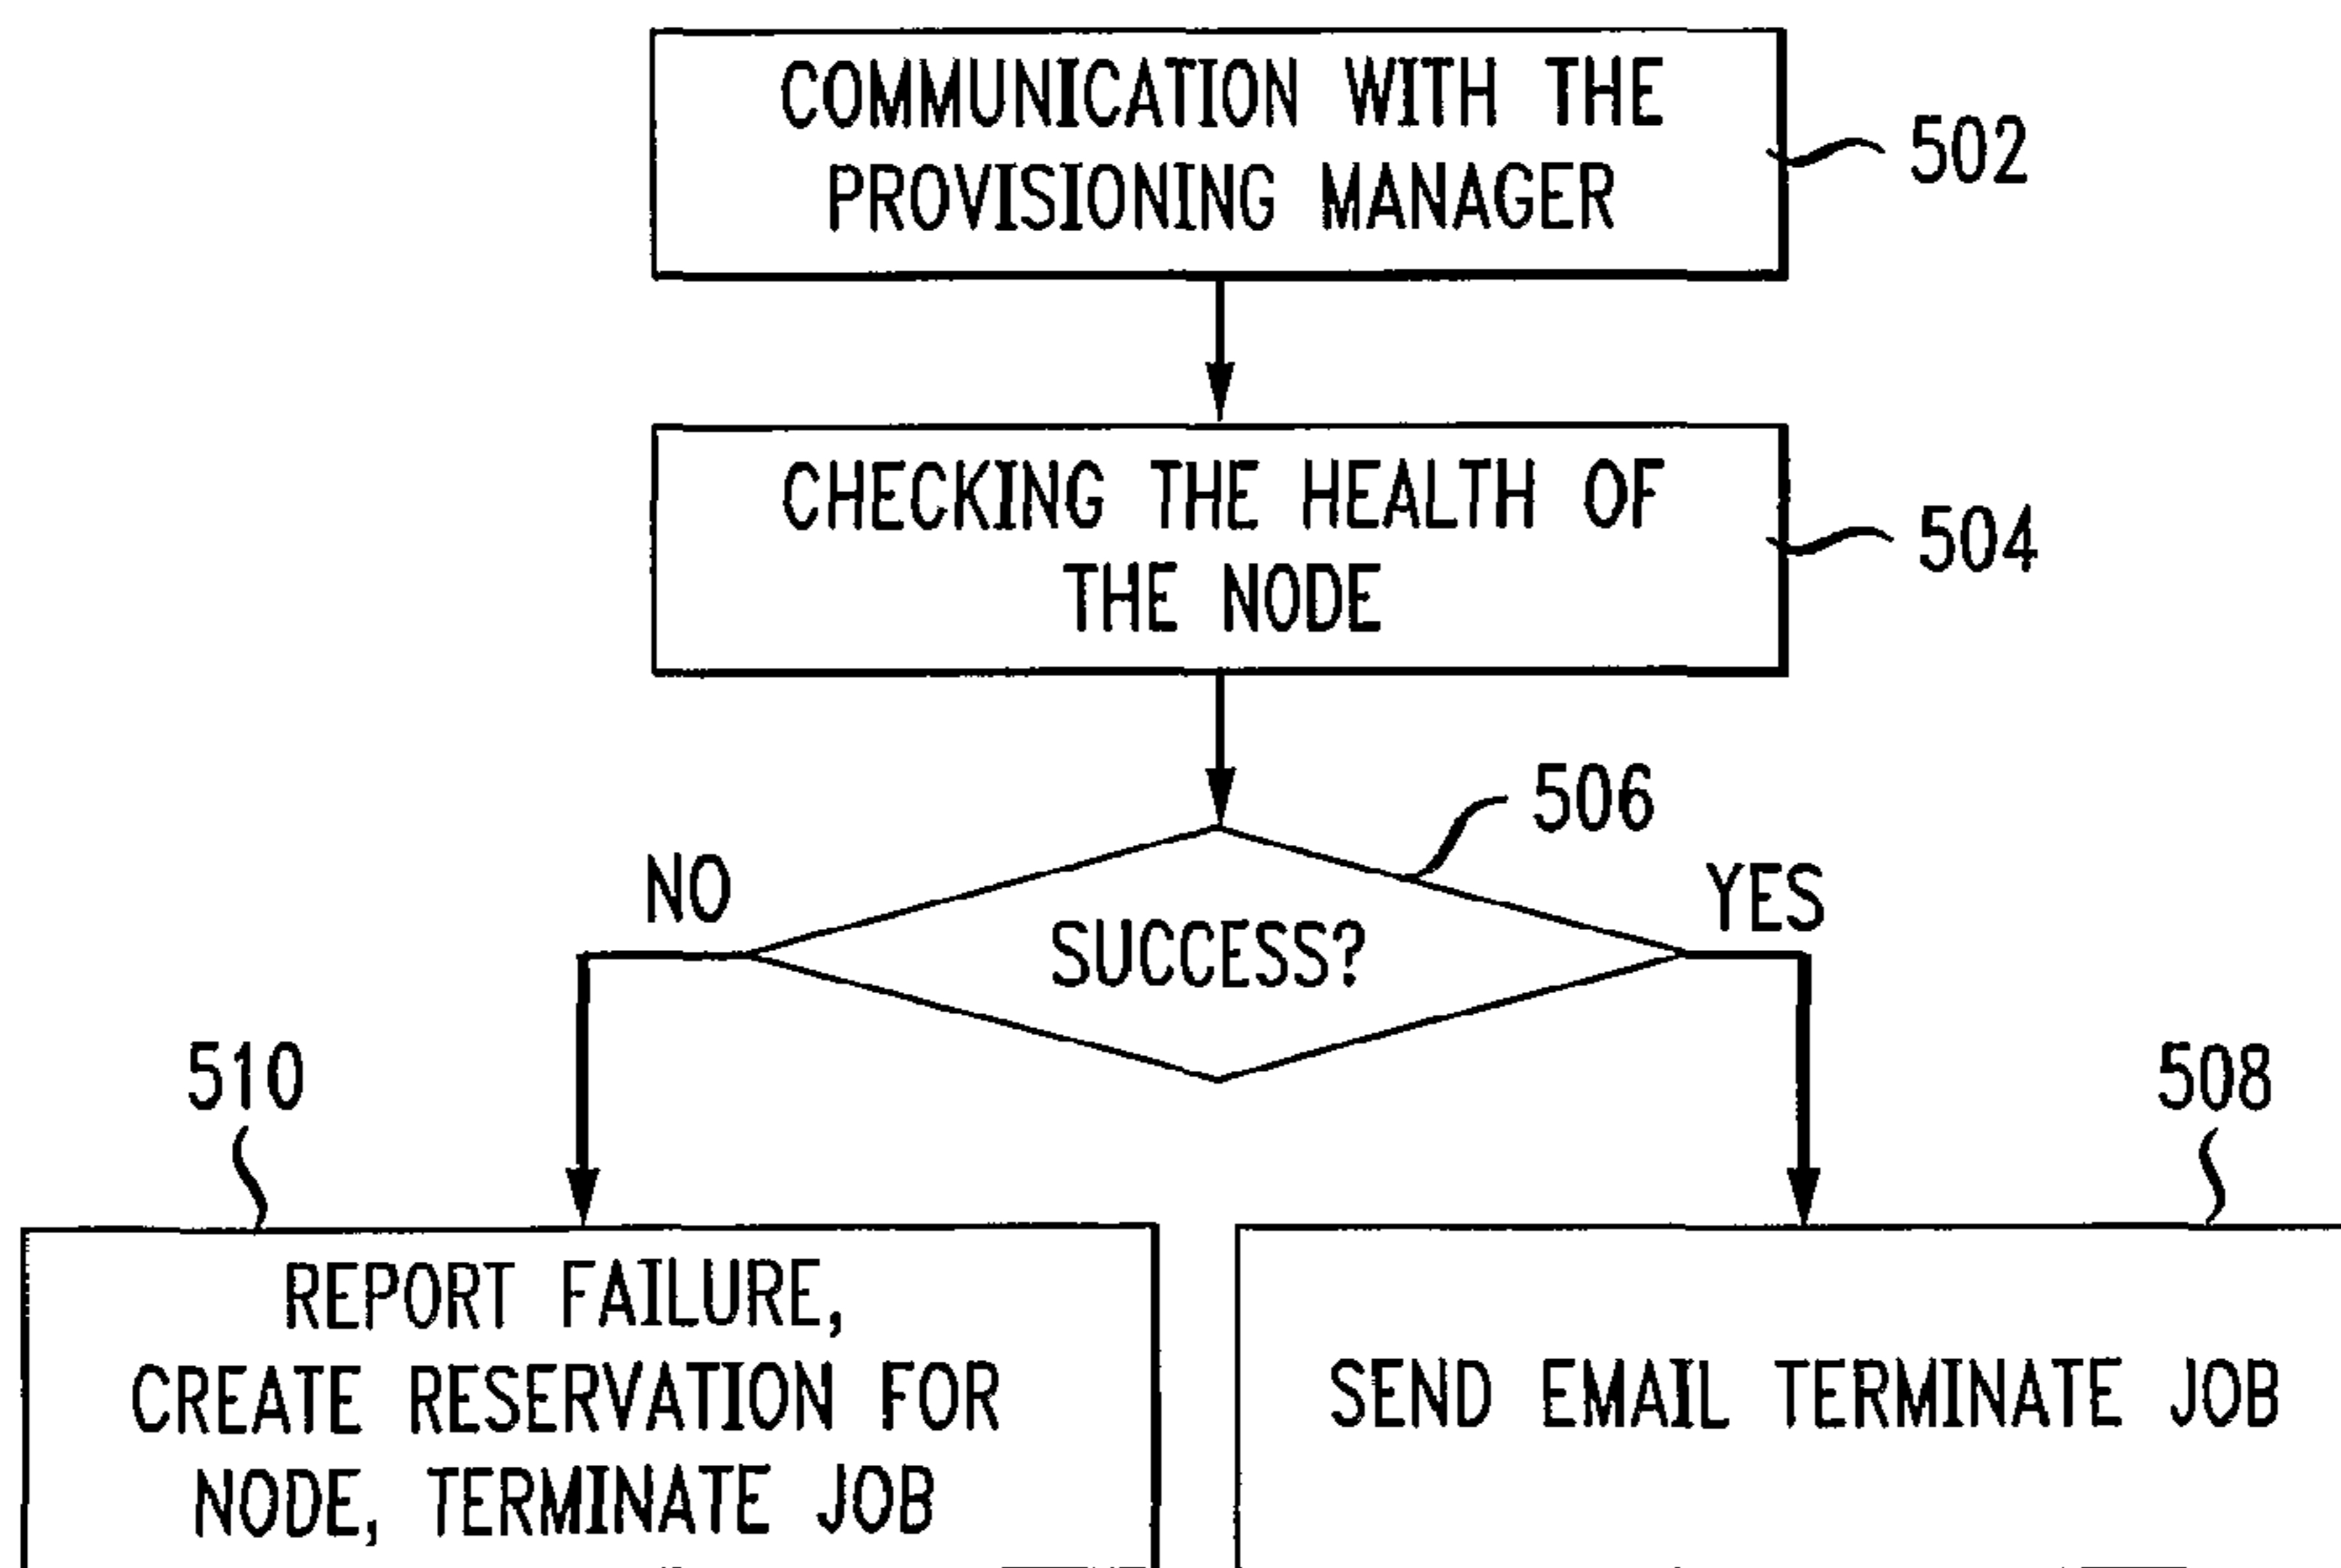 COMMUNICATION WITH THE
PROVISIONING MANAGER
502
CHECKING THE HEALTH OF
THE NODE
504
506
NO
YES
SUCCESS?
510
508
REPORT FAILURE,
CREATE RESERVATION FOR
NODE, TERMINATE JOB
SEND EMAIL TERMINATE JOB